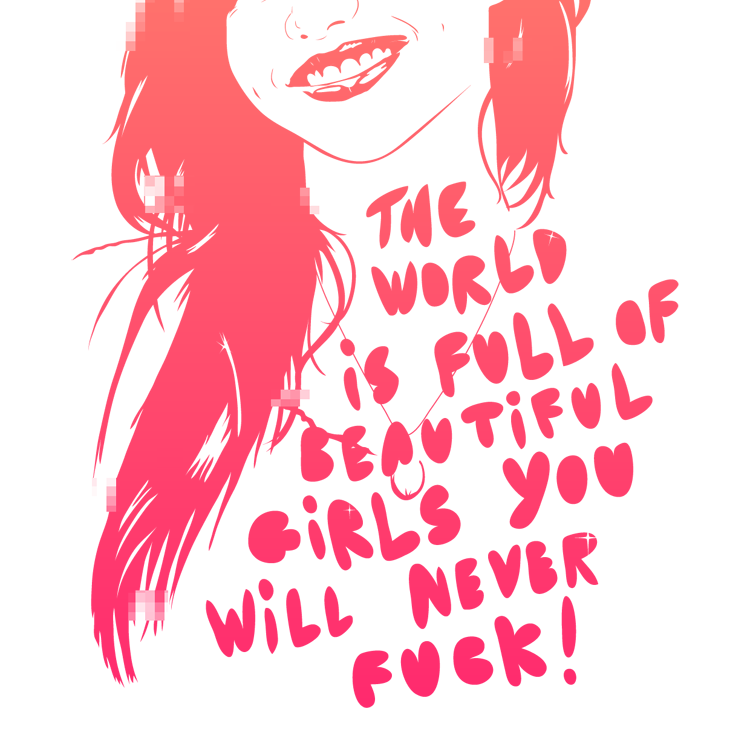 THE
WORLD
iS FULL OF
BEAUTiFUL
GiRLS YOU
WiLL NEVER
FUCK!